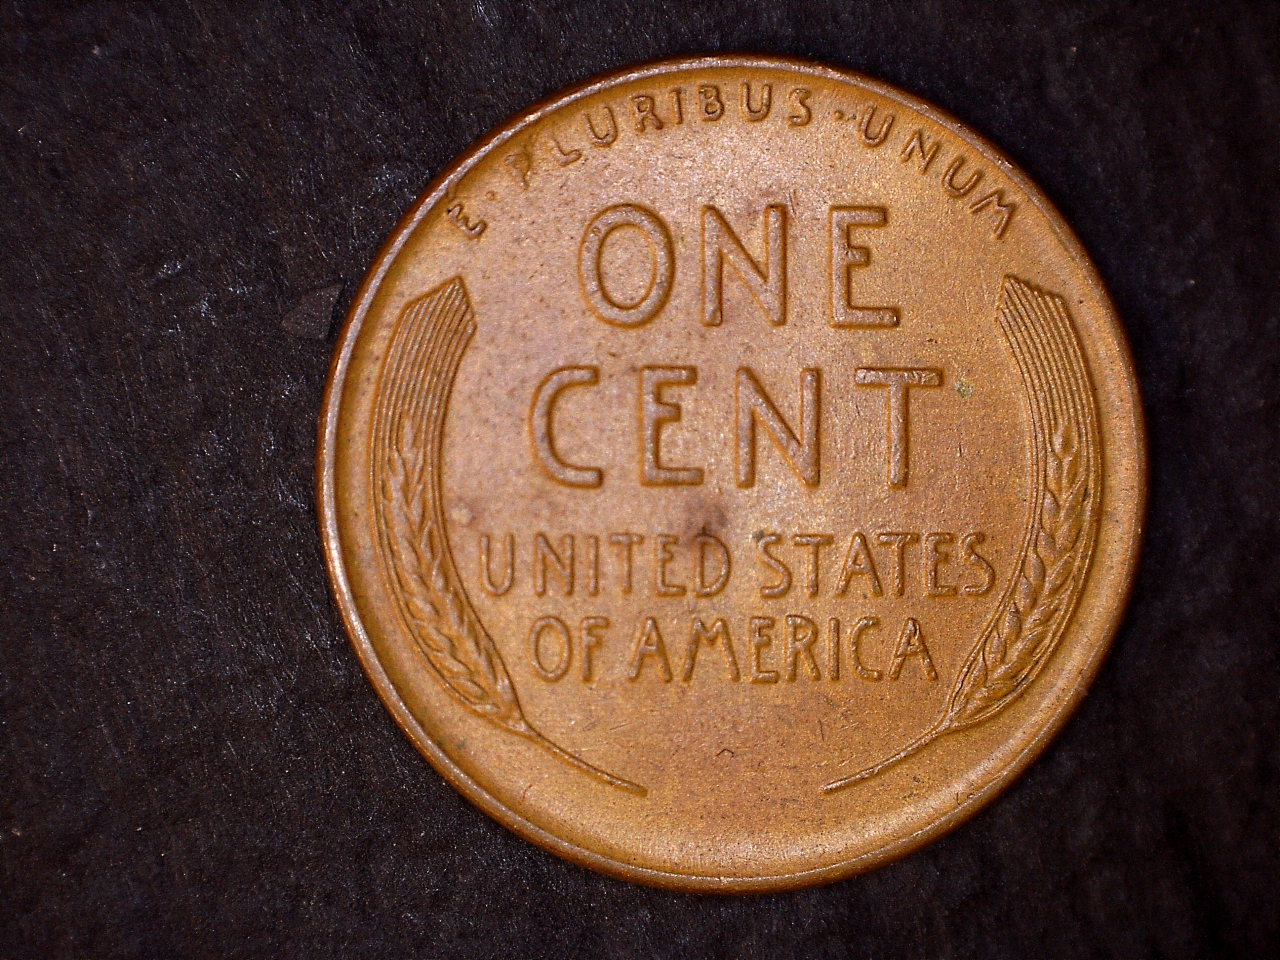 E·PLURIBUS·UNUM
ONE
CENT
UNITED STATES
OF AMERICA